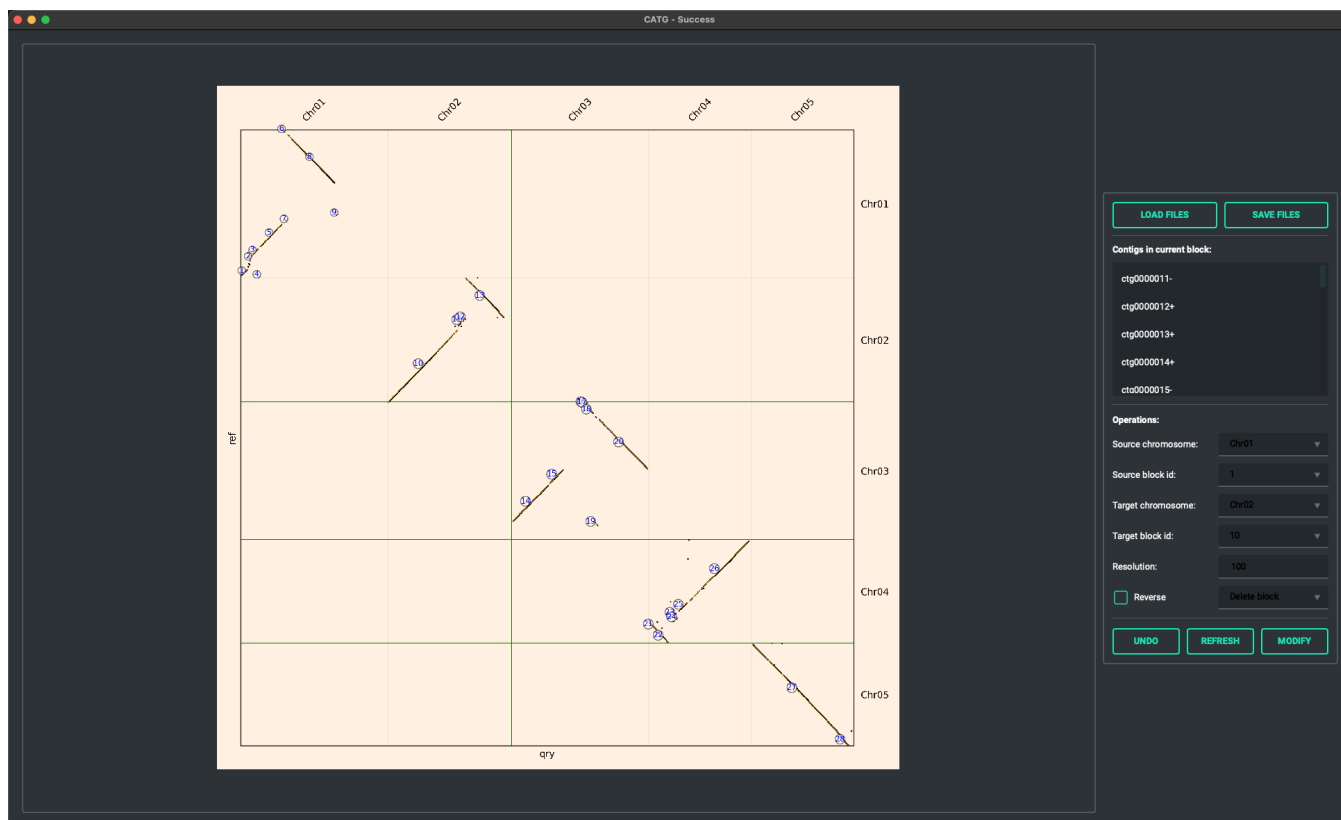 CATG - Success
Chr01 Chr02 Chr03 Chr04 Chr05
6
8
Chr01
9
7
5
3
2
1 4
13
12
Chr02
10
18
20
ref
15
Chr03
14
19
26
25
Chr04
21
22
Chr05
27
28
qry
LOAD FILES SAVE FILES
Contigs in current block:
ctg0000011-
ctg0000012+
ctg0000013+
ctg0000014+
ctg0000015-
Operations:
Source chromosome: Chr01
Source block id: 1
Target chromosome: Chr02
Target block id: 10
Resolution: 100
Reverse Delete block
UNDO REFRESH MODIFY